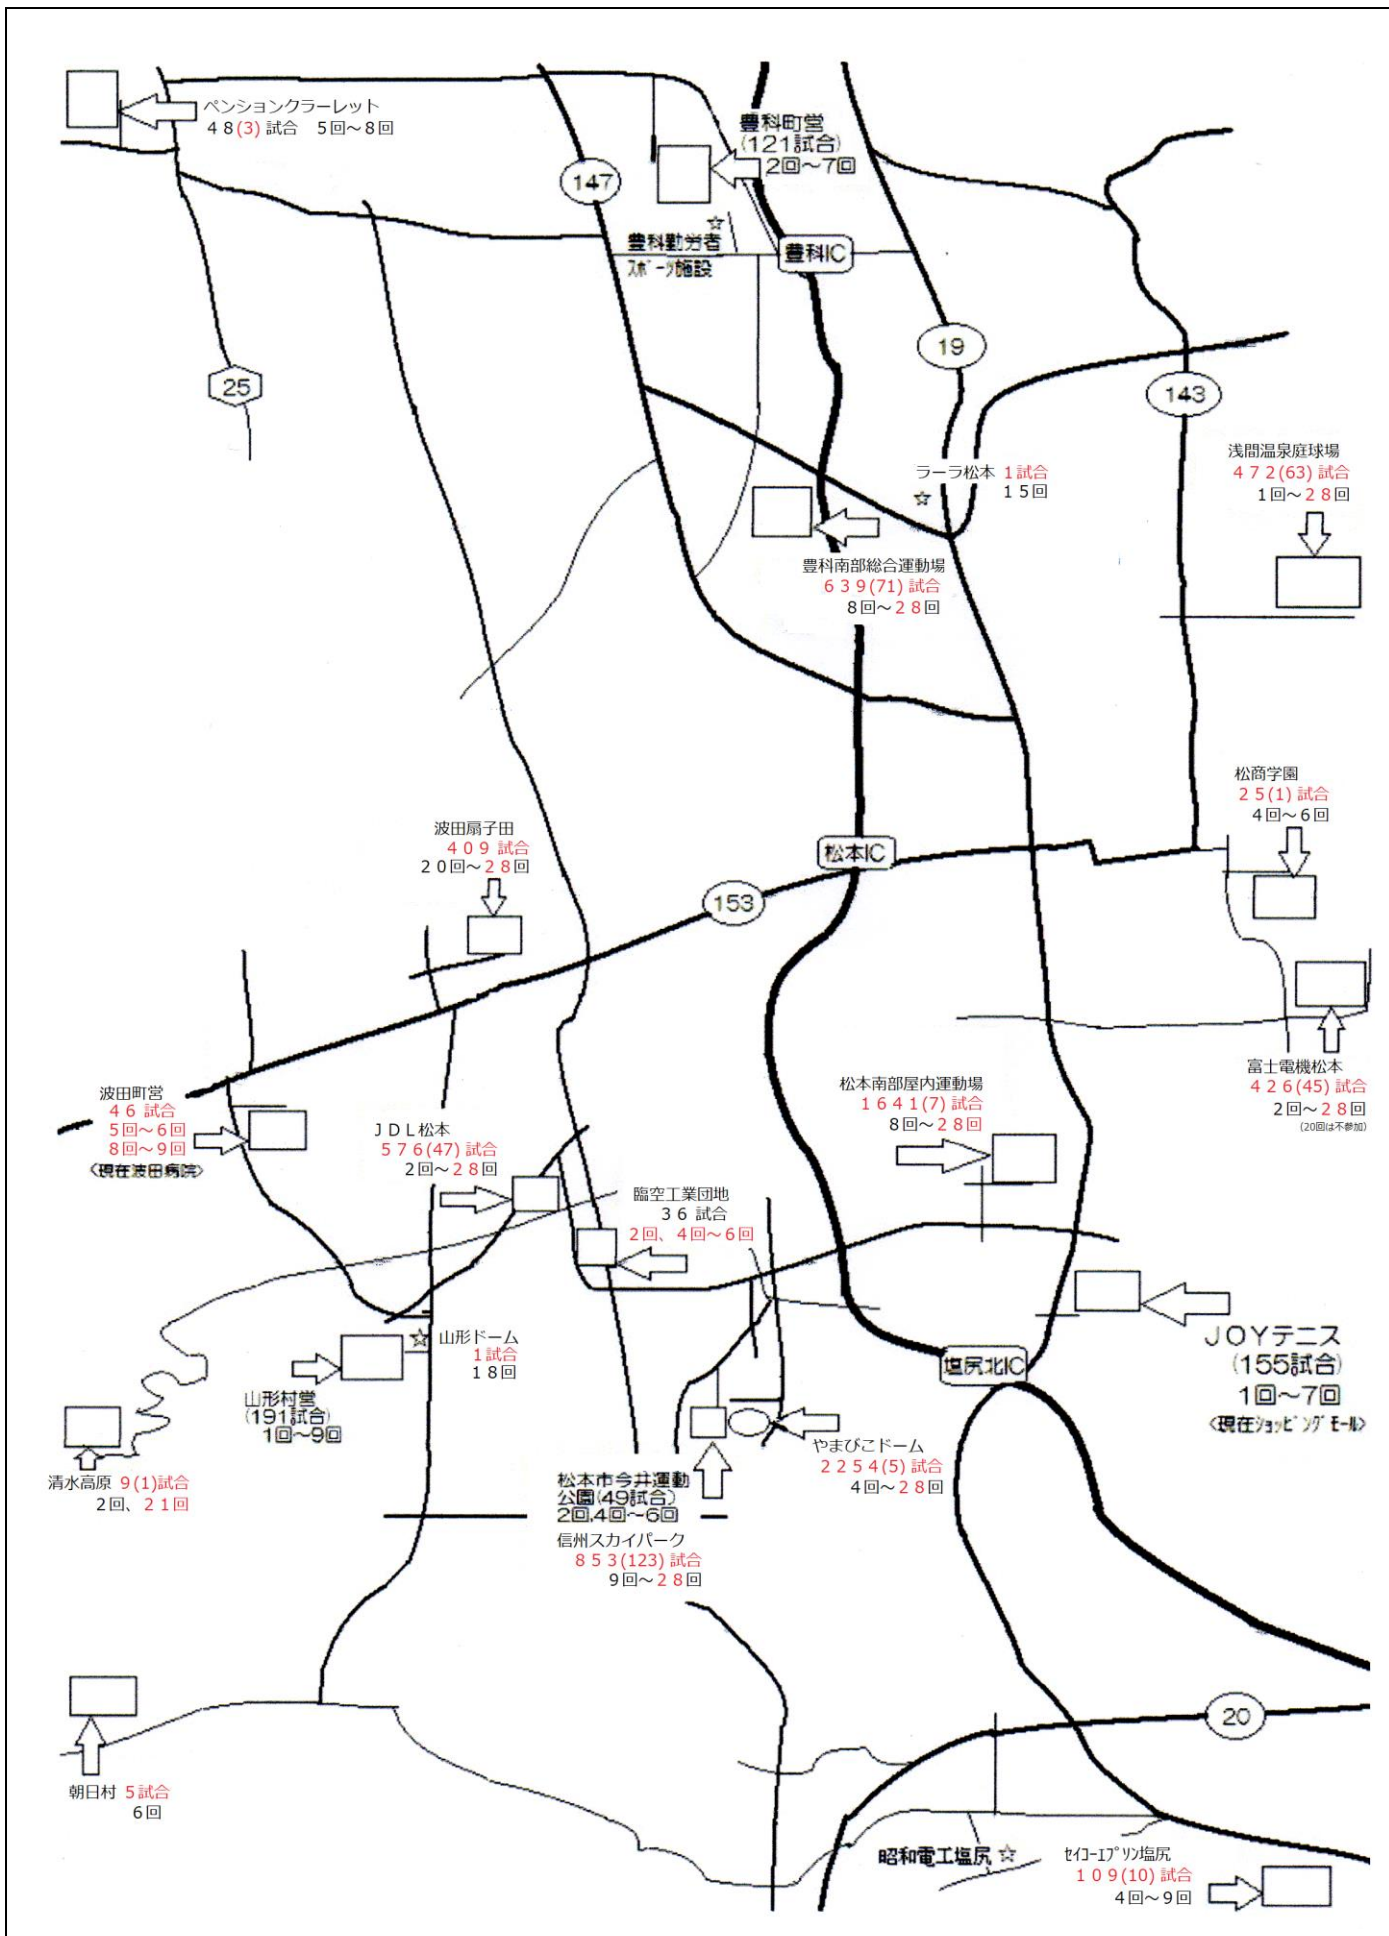 ペンションクラーレット
４８(3) 試合　5回～8回
豊科町営
(121試合)
2回～7回
147
豊科勤労者 ☆
スポーツ施設
豊科IC
19
25
143
浅間温泉庭球場
４７２(63) 試合
1回～２８回
ラーラ松本 1試合
☆ １５回
豊科南部総合運動場
６３９(71) 試合
8回～２８回
松商学園
２５(1) 試合
4回～6回
波田扇子田
４０９ 試合
２０回～２８回
松本IC
153
富士電機松本
４２６(45) 試合
2回～２８回
(20回は不参加)
波田町営
４６ 試合
5回～6回
8回～9回
〈現在波田病院〉
松本南部屋内運動場
１６４１(7) 試合
8回～２８回
ＪＤＬ松本
５７６(47) 試合
2回～２８回
臨空工業団地
３６ 試合
2回、4回～6回
☆ 山形ドーム
1試合
１８回
塩尻北IC
ＪＯＹテニス
(155試合)
1回～7回
〈現在ショッピングモール〉
山形村営
(191試合)
1回～9回
やまびこドーム
２２５４(5) 試合
4回～２８回
清水高原 9(1)試合
2回、２１回
松本市今井運動
公園(49試合)
2回,4回～6回
信州スカイパーク
８５３(123) 試合
9回～２８回
20
朝日村 5試合
6回
昭和電工塩尻 ☆
ｾｲｺｰｴﾌﾟｿﾝ塩尻
１０９(10) 試合
4回～9回